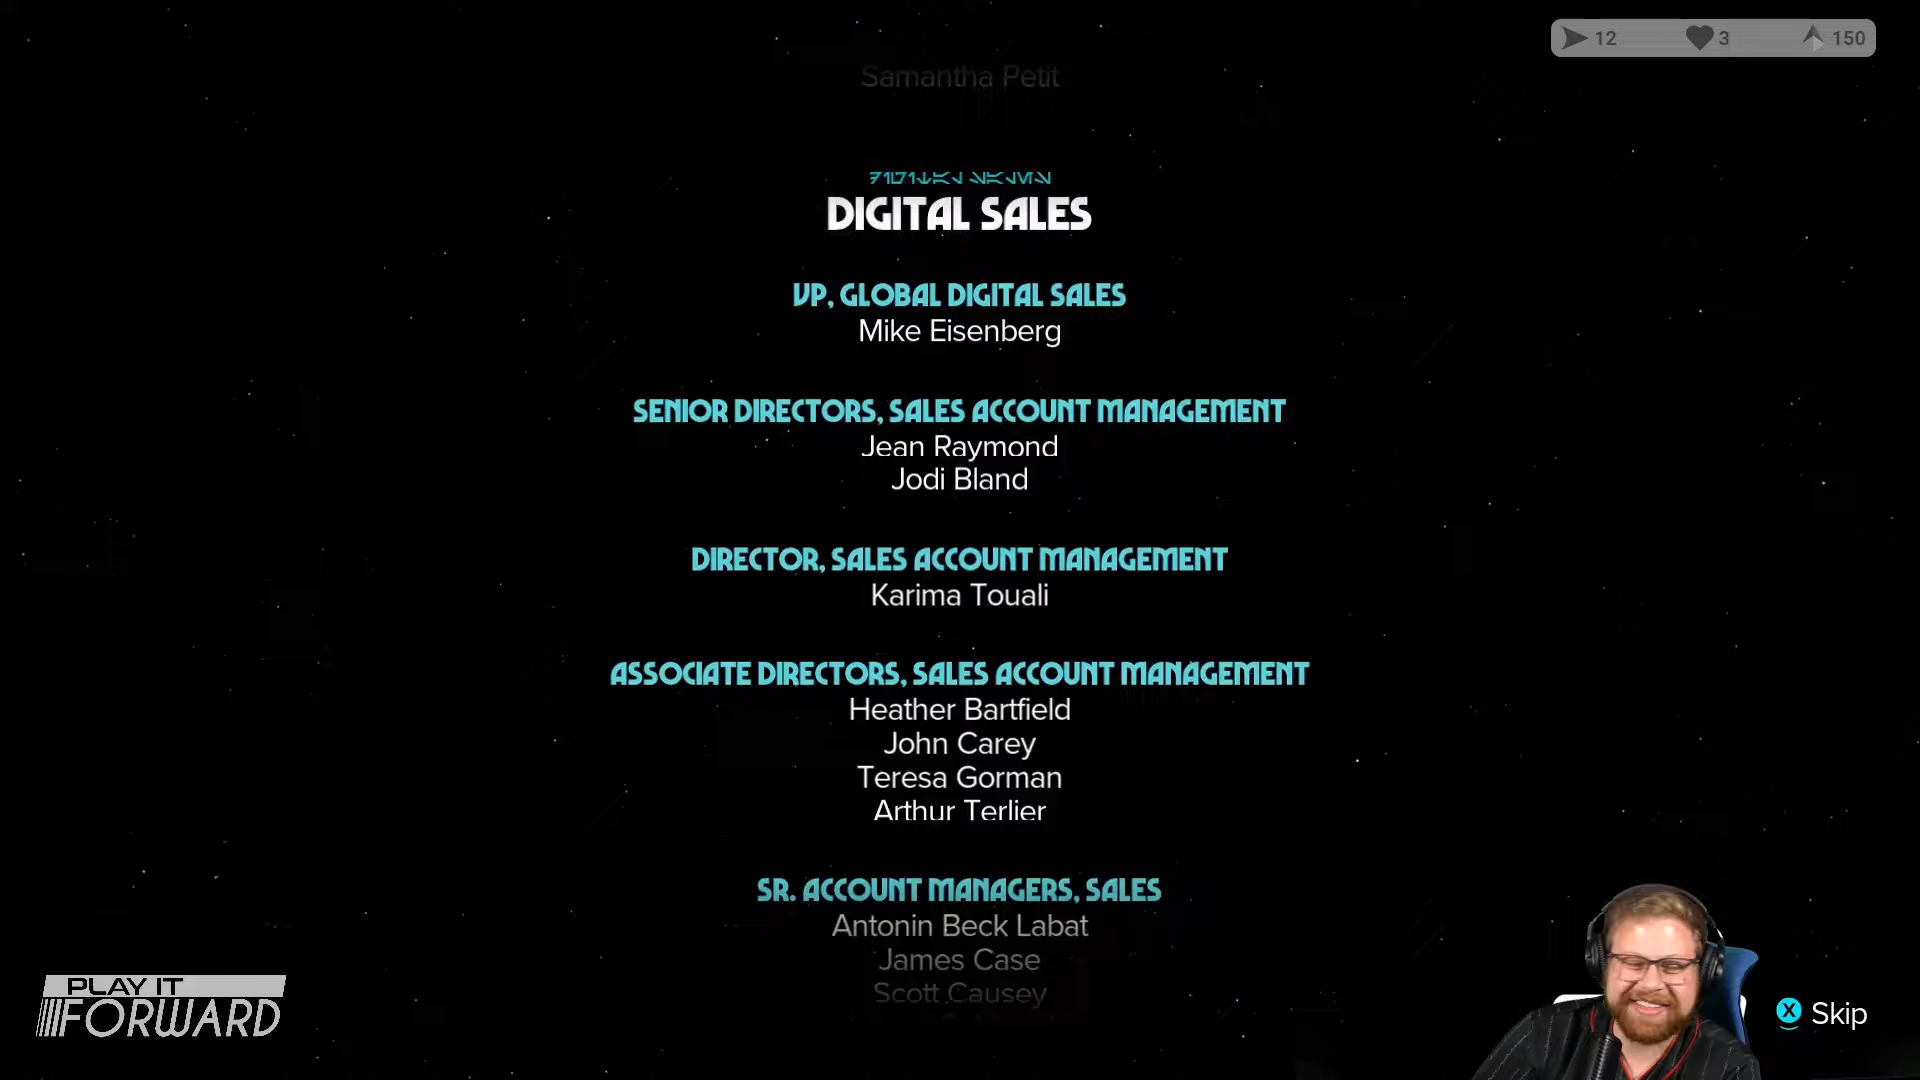 12 3 150
Samantha Petit
DIGITAL SALES
VP, GLOBAL DIGITAL SALES
Mike Eisenberg
SENIOR DIRECTORS, SALES ACCOUNT MANAGEMENT
Jean Raymond
Jodi Bland
DIRECTOR, SALES ACCOUNT MANAGEMENT
Karima Touali
ASSOCIATE DIRECTORS, SALES ACCOUNT MANAGEMENT
Heather Bartfield
John Carey
Teresa Gorman
Arthur Terlier
SR. ACCOUNT MANAGERS, SALES
Antonin Beck Labat
James Case
Scott Causey
PLAY IT
FORWARD
X Skip